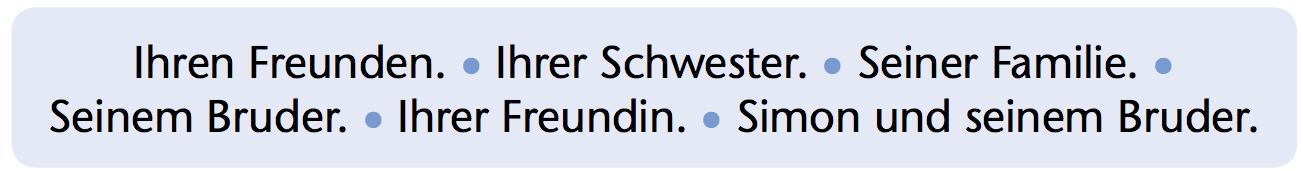 Ihren Freunden. • Ihrer Schwester. • Seiner Familie. •
Seinem Bruder. • Ihrer Freundin. • Simon und seinem Bruder.